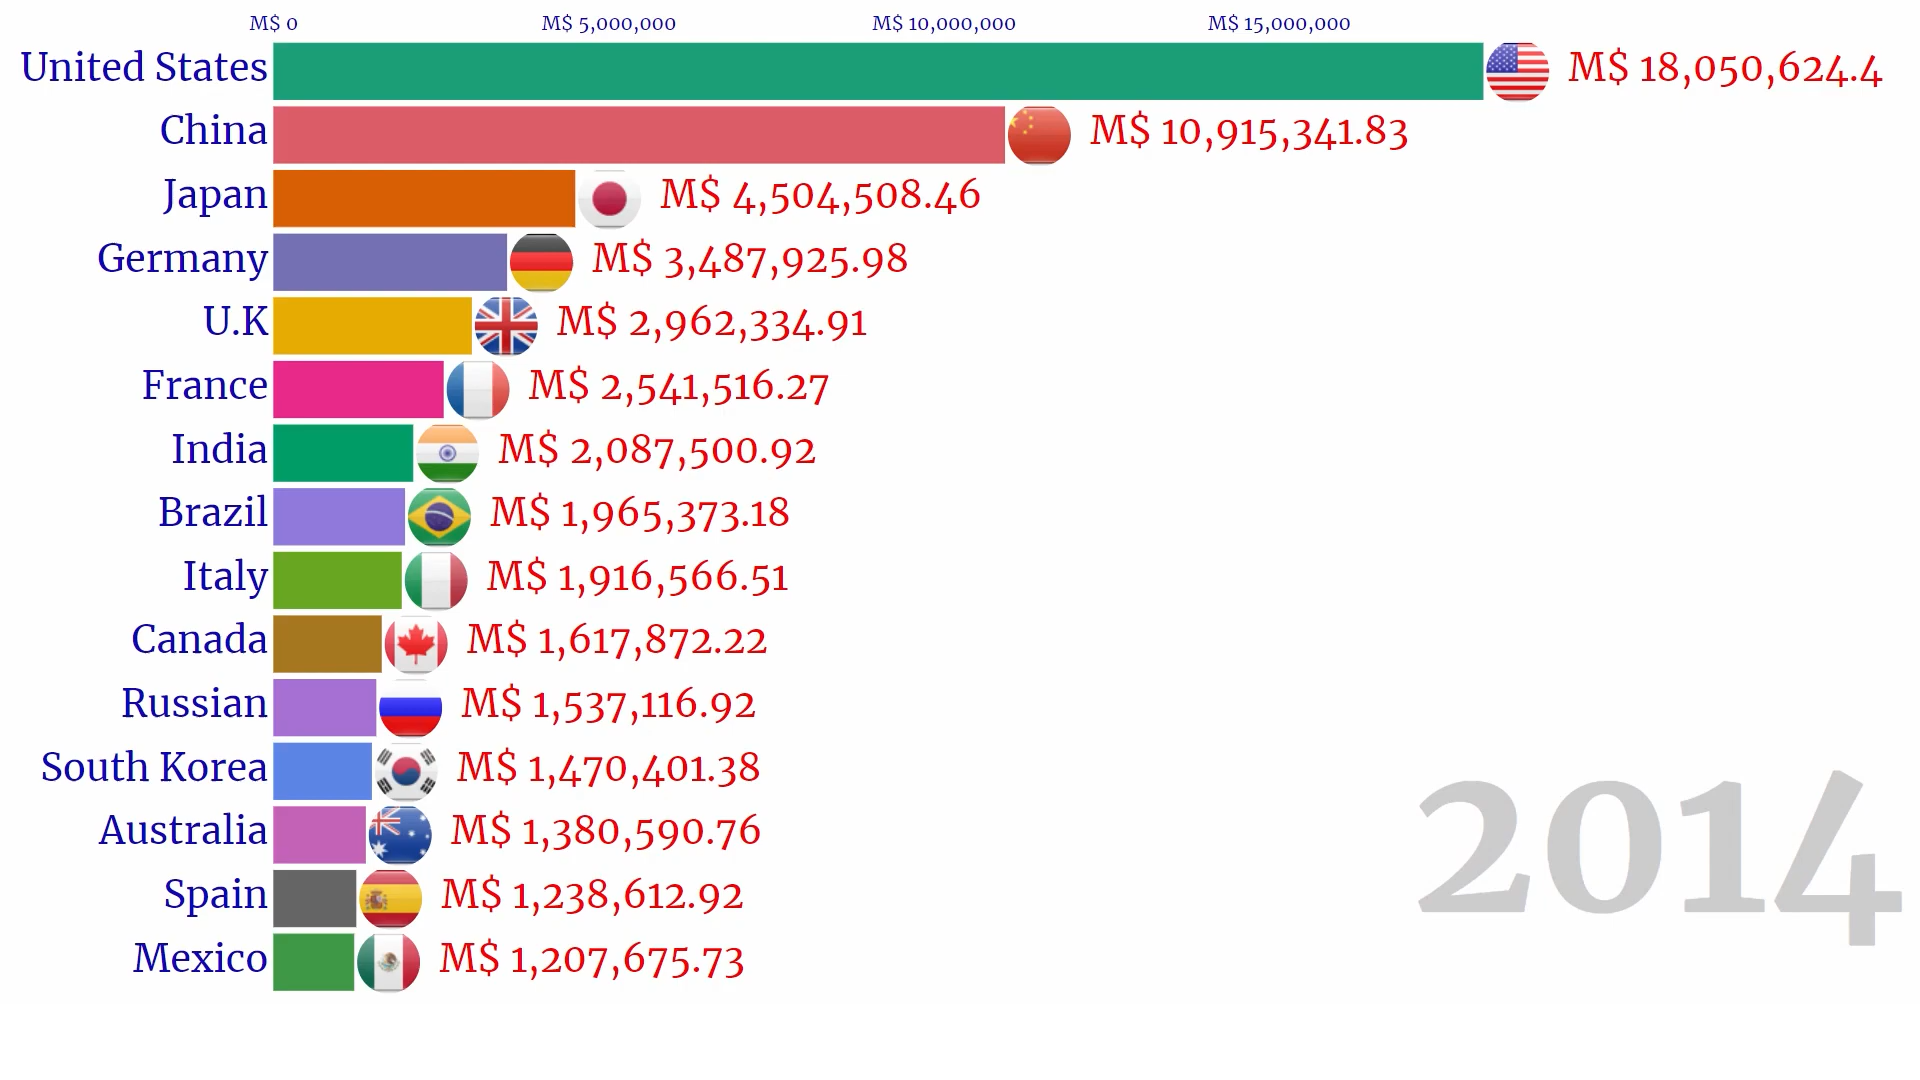 M$ 0 M$ 5,000,000 M$ 10,000,000 M$ 15,000,000
United States M$ 18,050,624.4
China M$ 10,915,341.83
Japan M$ 4,504,508.46
Germany M$ 3,487,925.98
U.K M$ 2,962,334.91
France M$ 2,541,516.27
India M$ 2,087,500.92
Brazil M$ 1,965,373.18
Italy M$ 1,916,566.51
Canada M$ 1,617,872.22
Russian M$ 1,537,116.92
South Korea M$ 1,470,401.38
Australia M$ 1,380,590.76
Spain M$ 1,238,612.92
Mexico M$ 1,207,675.73
2014